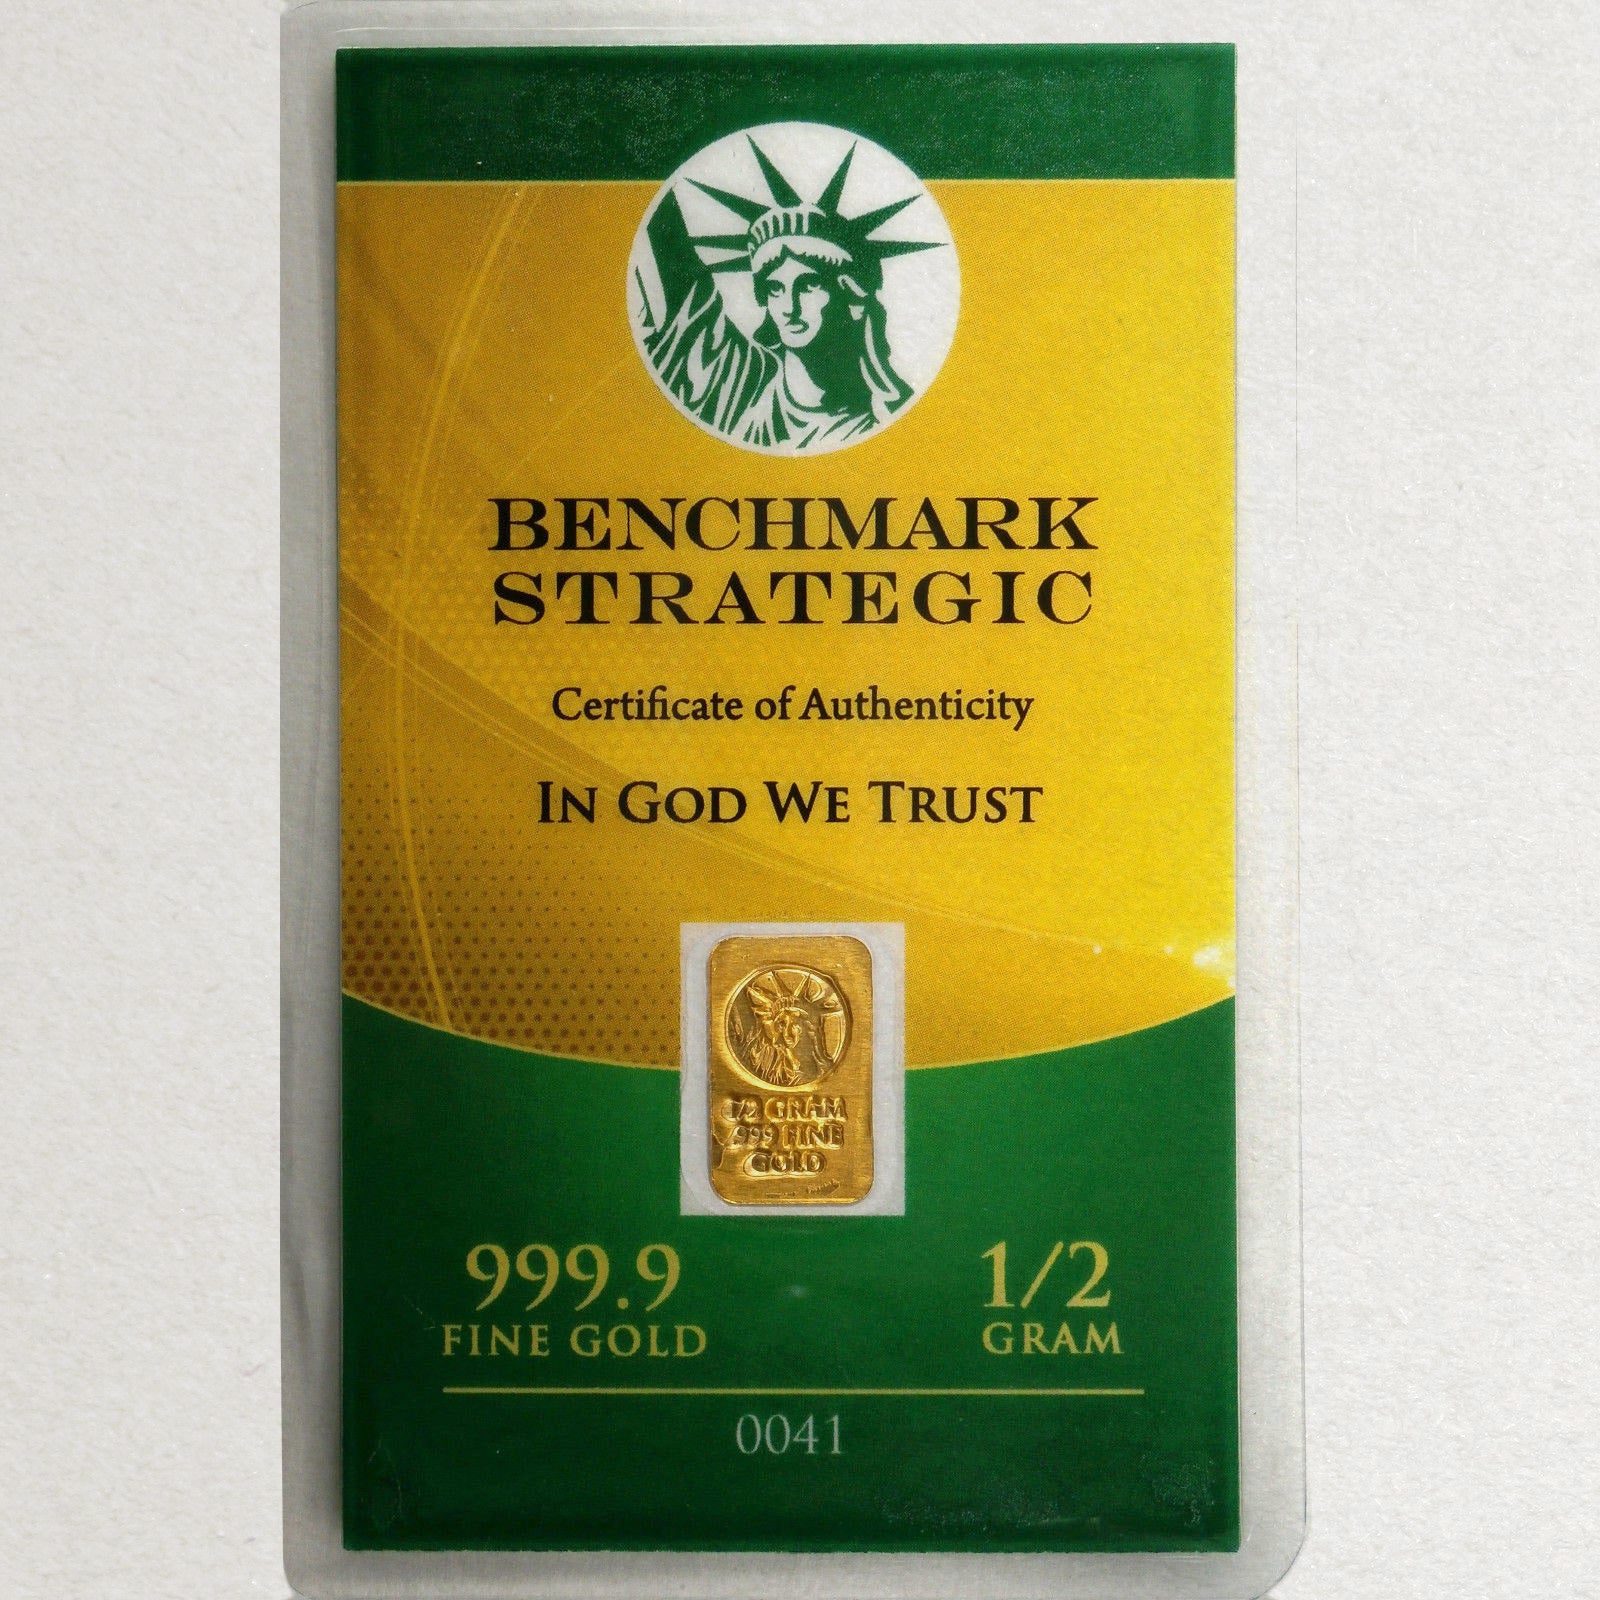 BENCHMARK
STRATEGIC
Certificate of Authenticity
IN GOD WE TRUST
1/2 GRAM
999 FINE
GOLD
999.9
FINE GOLD
1/2
GRAM
0041